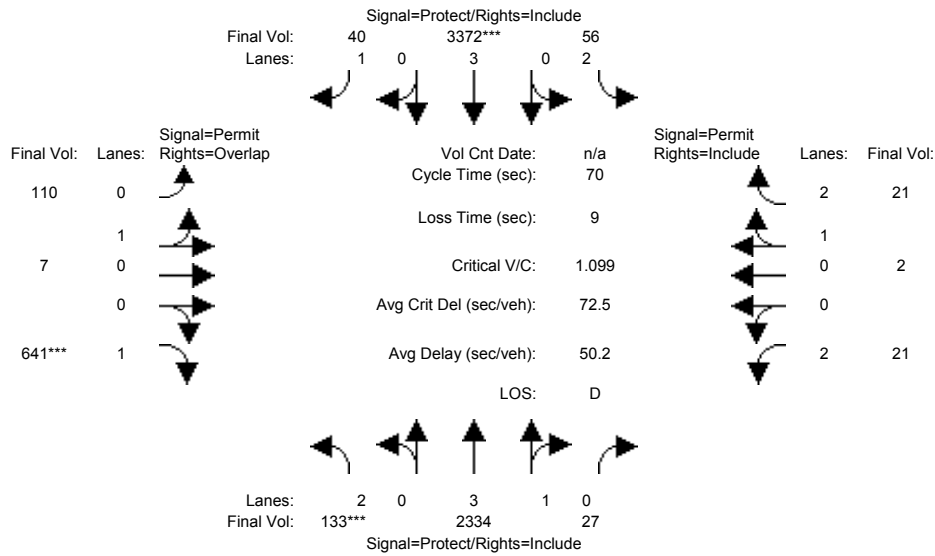 Signal=Protect/Rights=Include
Final Vol: 40 3372*** 56
Lanes: 1 0 3 0 2
Signal=Permit Signal=Permit
Final Vol: Lanes: Rights=Overlap Vol Cnt Date: n/a Rights=Include Lanes: Final Vol:
Cycle Time (sec): 70
110 0 2 21
Loss Time (sec): 9
1 1
7 0 Critical V/C: 1.099 0 2
0 Avg Crit Del (sec/veh): 72.5 0
641*** 1 Avg Delay (sec/veh): 50.2 2 21
LOS: D
Lanes: 2 0 3 1 0
Final Vol: 133*** 2334 27
Signal=Protect/Rights=Include